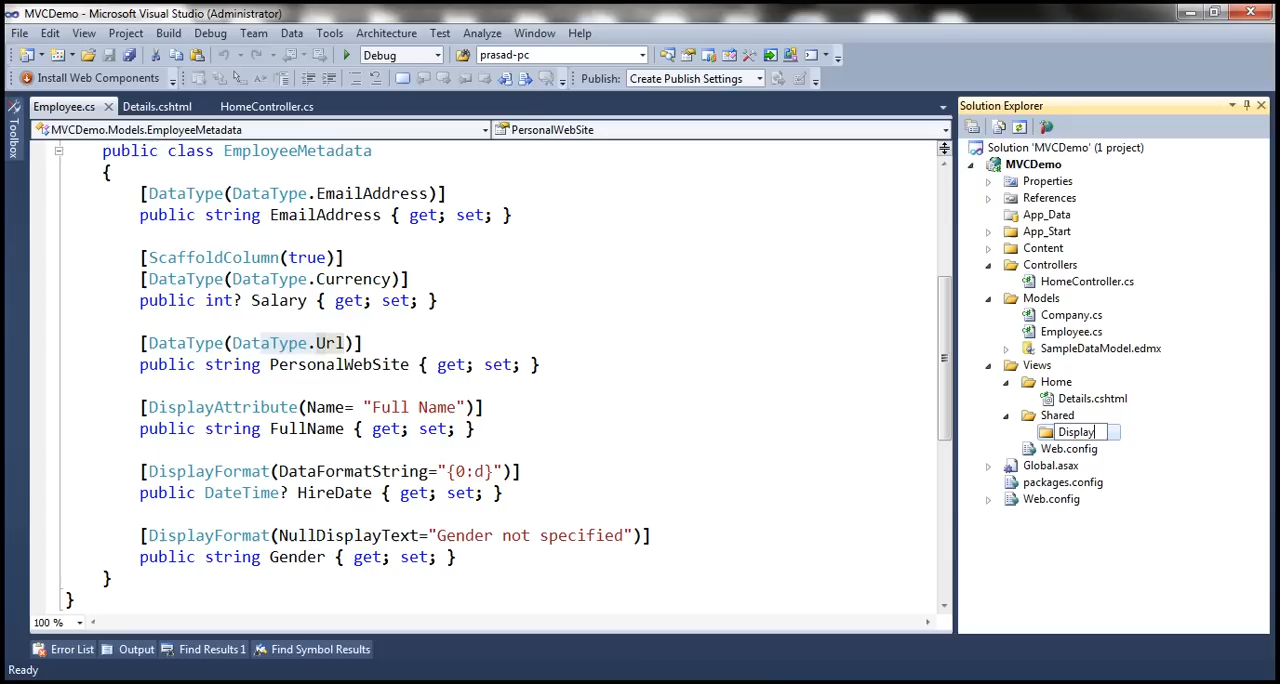 MVCDemo - Microsoft Visual Studio (Administrator)
File Edit View Project Build Debug Team Data Tools Architecture Test Analyze Window Help
Debug prasad-pc
Install Web Components Publish: Create Publish Settings
Employee.cs Details.cshtml HomeController.cs
MVCDemo.Models.EmployeeMetadata PersonalWebSite
public class EmployeeMetadata
{
[DataType(DataType.EmailAddress)]
public string EmailAddress { get; set; }
[ScaffoldColumn(true)]
[DataType(DataType.Currency)]
public int? Salary { get; set; }
[DataType(DataType.Url)]
public string PersonalWebSite { get; set; }
[DisplayAttribute(Name= "Full Name")]
public string FullName { get; set; }
[DisplayFormat(DataFormatString="{0:d}")]
public DateTime? HireDate { get; set; }
[DisplayFormat(NullDisplayText="Gender not specified")]
public string Gender { get; set; }
}
}
100 %
Toolbox
Solution Explorer
Solution 'MVCDemo' (1 project)
MVCDemo
Properties
References
App_Data
App_Start
Content
Controllers
HomeController.cs
Models
Company.cs
Employee.cs
SampleDataModel.edmx
Views
Home
Details.cshtml
Shared
Display
Web.config
Global.asax
packages.config
Web.config
Error List Output Find Results 1 Find Symbol Results
Ready